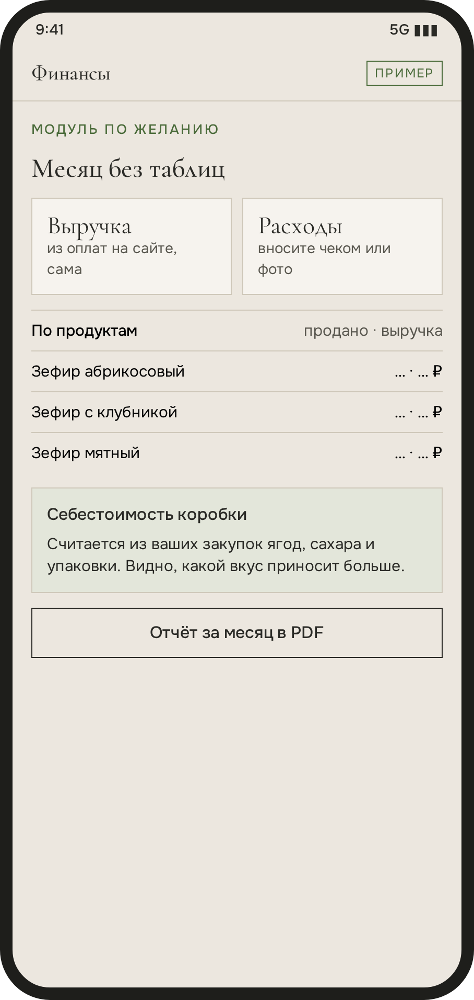 9:41
5G
Финансы
ПРИМЕР
МОДУЛЬ ПО ЖЕЛАНИЮ
Месяц без таблиц
Выручка
из оплат на сайте,
сама
Расходы
вносите чеком или
фото
По продуктам
продано · выручка
Зефир абрикосовый
... · ... ₽
Зефир с клубникой
... · ... ₽
Зефир мятный
... · ... ₽
Себестоимость коробки
Считается из ваших закупок ягод, сахара и
упаковки. Видно, какой вкус приносит больше.
Отчёт за месяц в PDF